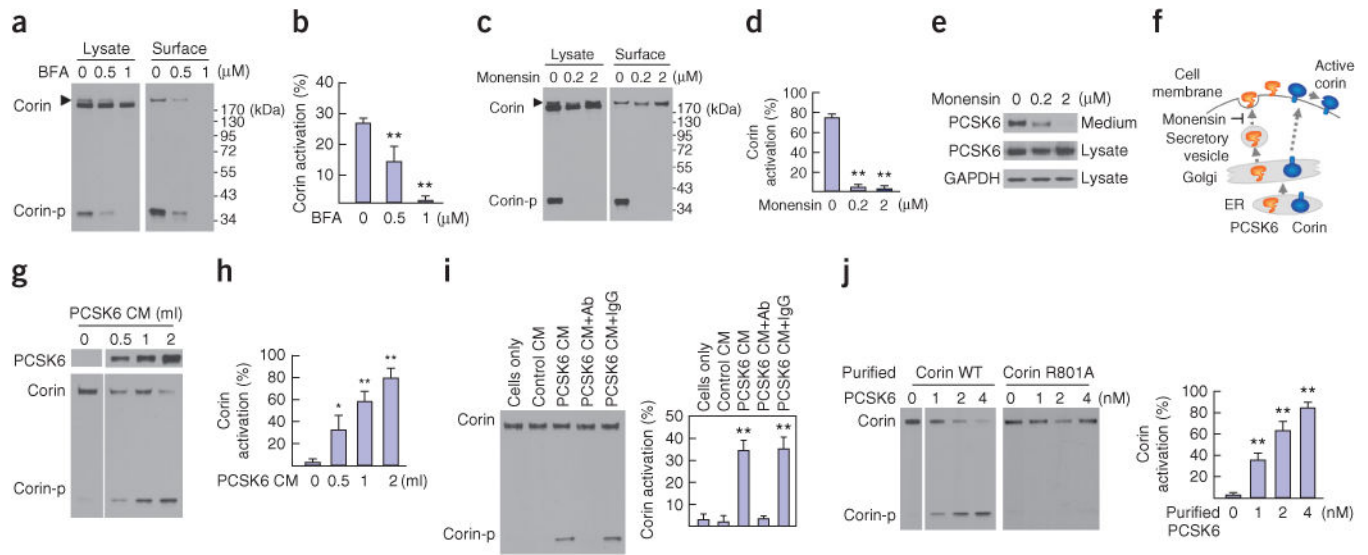 a
Lysate Surface
BFA 0 0.5 1 0 0.5 1 (μM)
Corin
170 (kDa)
130
95
72
55
43
Corin-p
34
b
Corin activation (%)
40
30
20
10
** **
0 0.5 1 (μM)
BFA
c
Lysate Surface
Monensin 0 0.2 2 0 0.2 2 (μM)
Corin
170 (kDa)
130
95
72
55
43
Corin-p
34
d
Corin activation (%)
100
80
60
40
20
** **
0 0.2 2 (μM)
Monensin
e
Monensin 0 0.2 2 (μM)
PCSK6 Medium
PCSK6 Lysate
GAPDH Lysate
f
Active corin
Cell membrane
Monensin
Secretory vesicle
Golgi
ER
PCSK6 Corin
g
PCSK6 CM (ml)
0 0.5 1 2
PCSK6
Corin
Corin-p
h
Corin activation (%)
100
80
60
40
20
* ** **
PCSK6 CM 0 0.5 1 2 (ml)
i
Cells only
Control CM
PCSK6 CM
PCSK6 CM+Ab
PCSK6 CM+IgG
Corin
Corin-p
Cells only
Control CM
PCSK6 CM
PCSK6 CM+Ab
PCSK6 CM+IgG
Corin activation (%)
50
40
30
20
10
** **
j
Purified PCSK6
Corin WT Corin R801A
0 1 2 4 0 1 2 4 (nM)
Corin
Corin-p
Corin activation (%)
100
80
60
40
20
** ** **
0 1 2 4 (nM)
Purified PCSK6